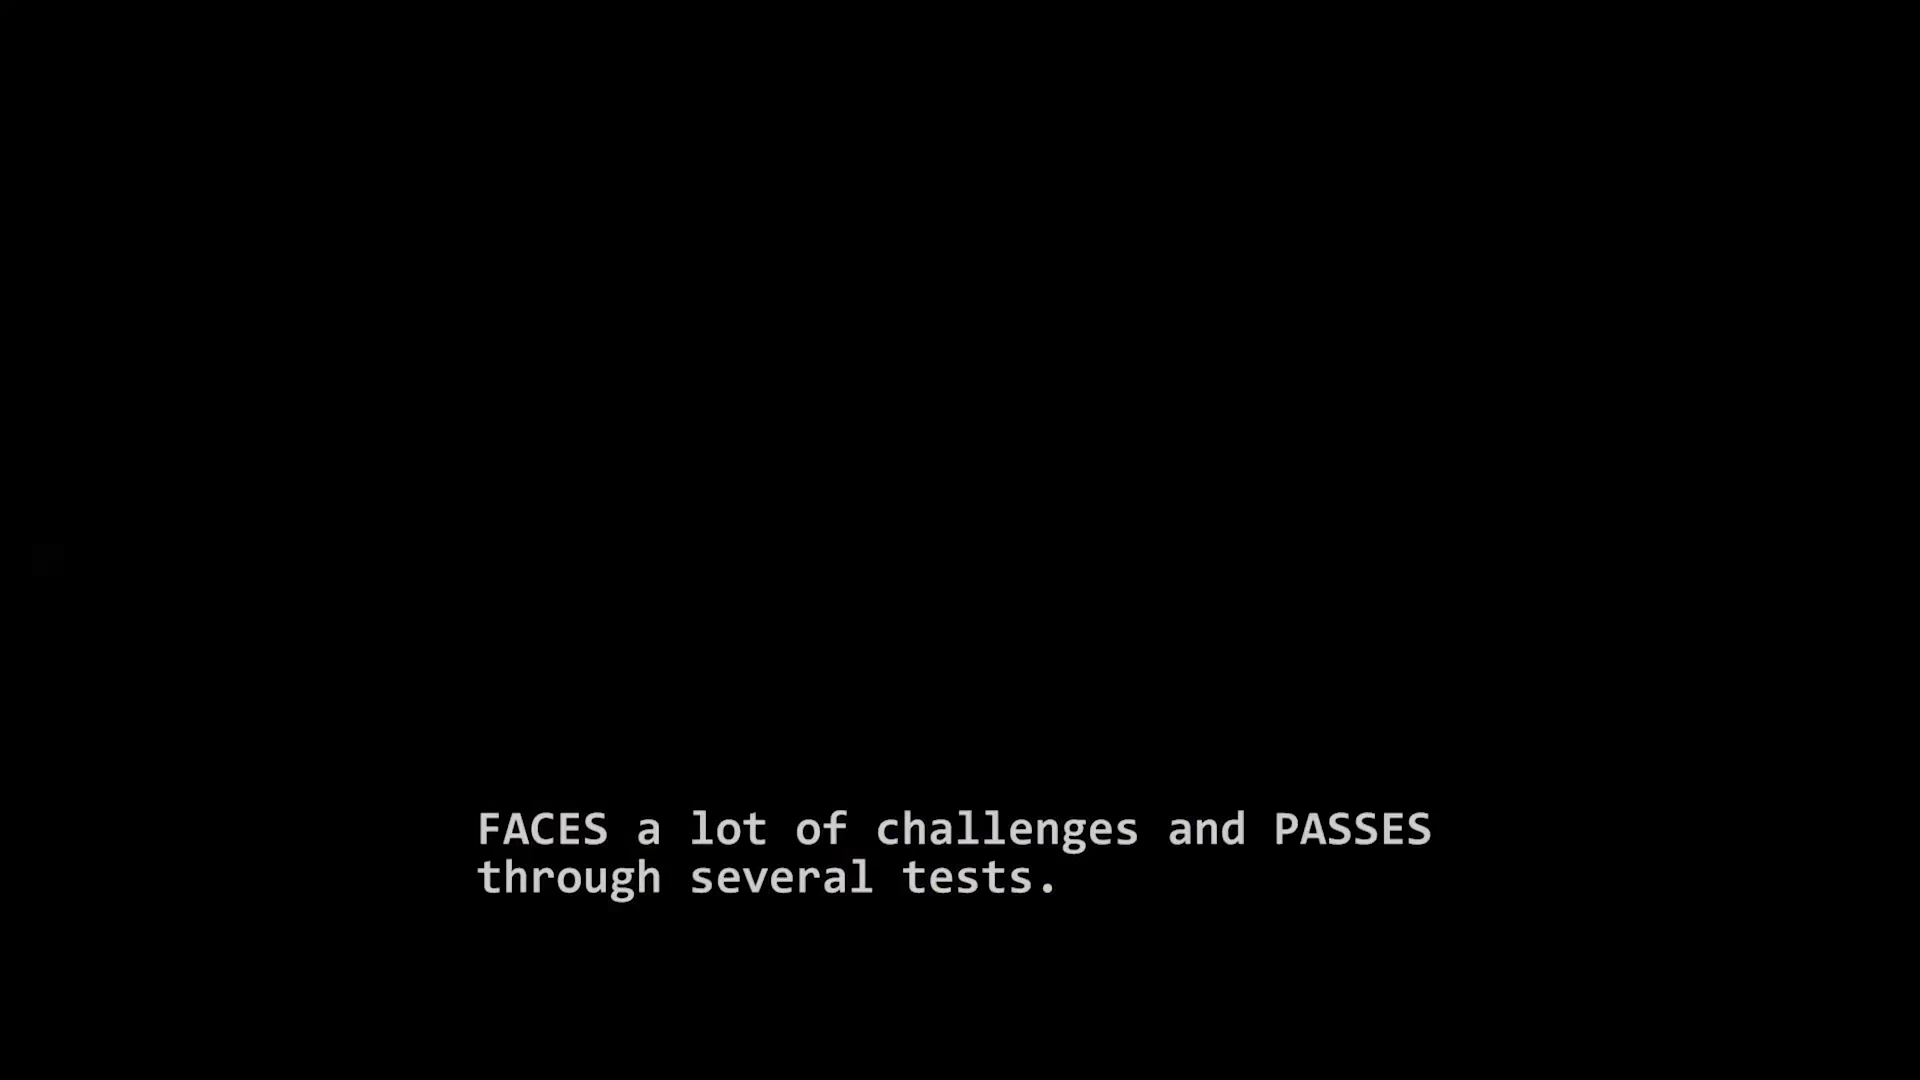 FACES a lot of challenges and PASSES
through several tests.